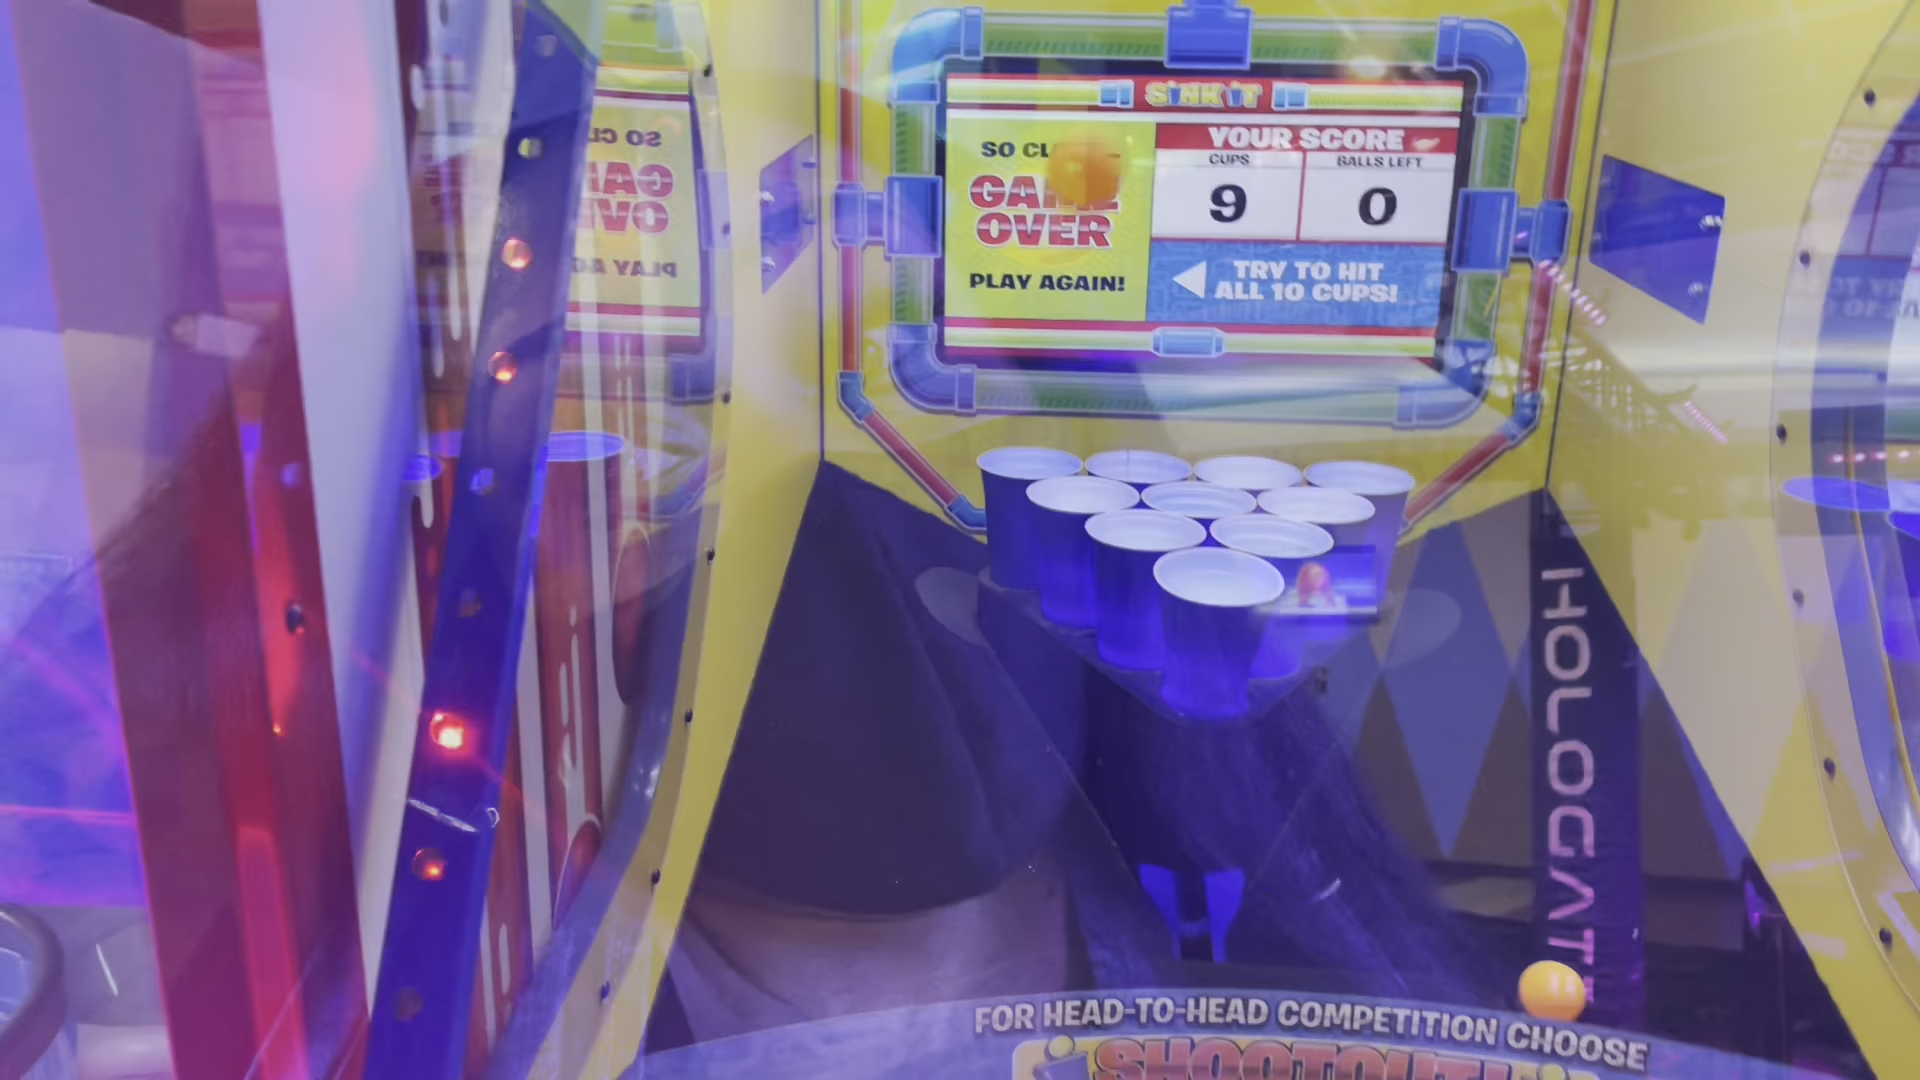 SINK IT
SO CL
GAME
OVER
PLAY AGAIN!
YOUR SCORE
CUPS
BALLS LEFT
9
0
TRY TO HIT
ALL 10 CUPS!
HOLOGATE
FOR HEAD-TO-HEAD COMPETITION CHOOSE
SHOOTOUT!